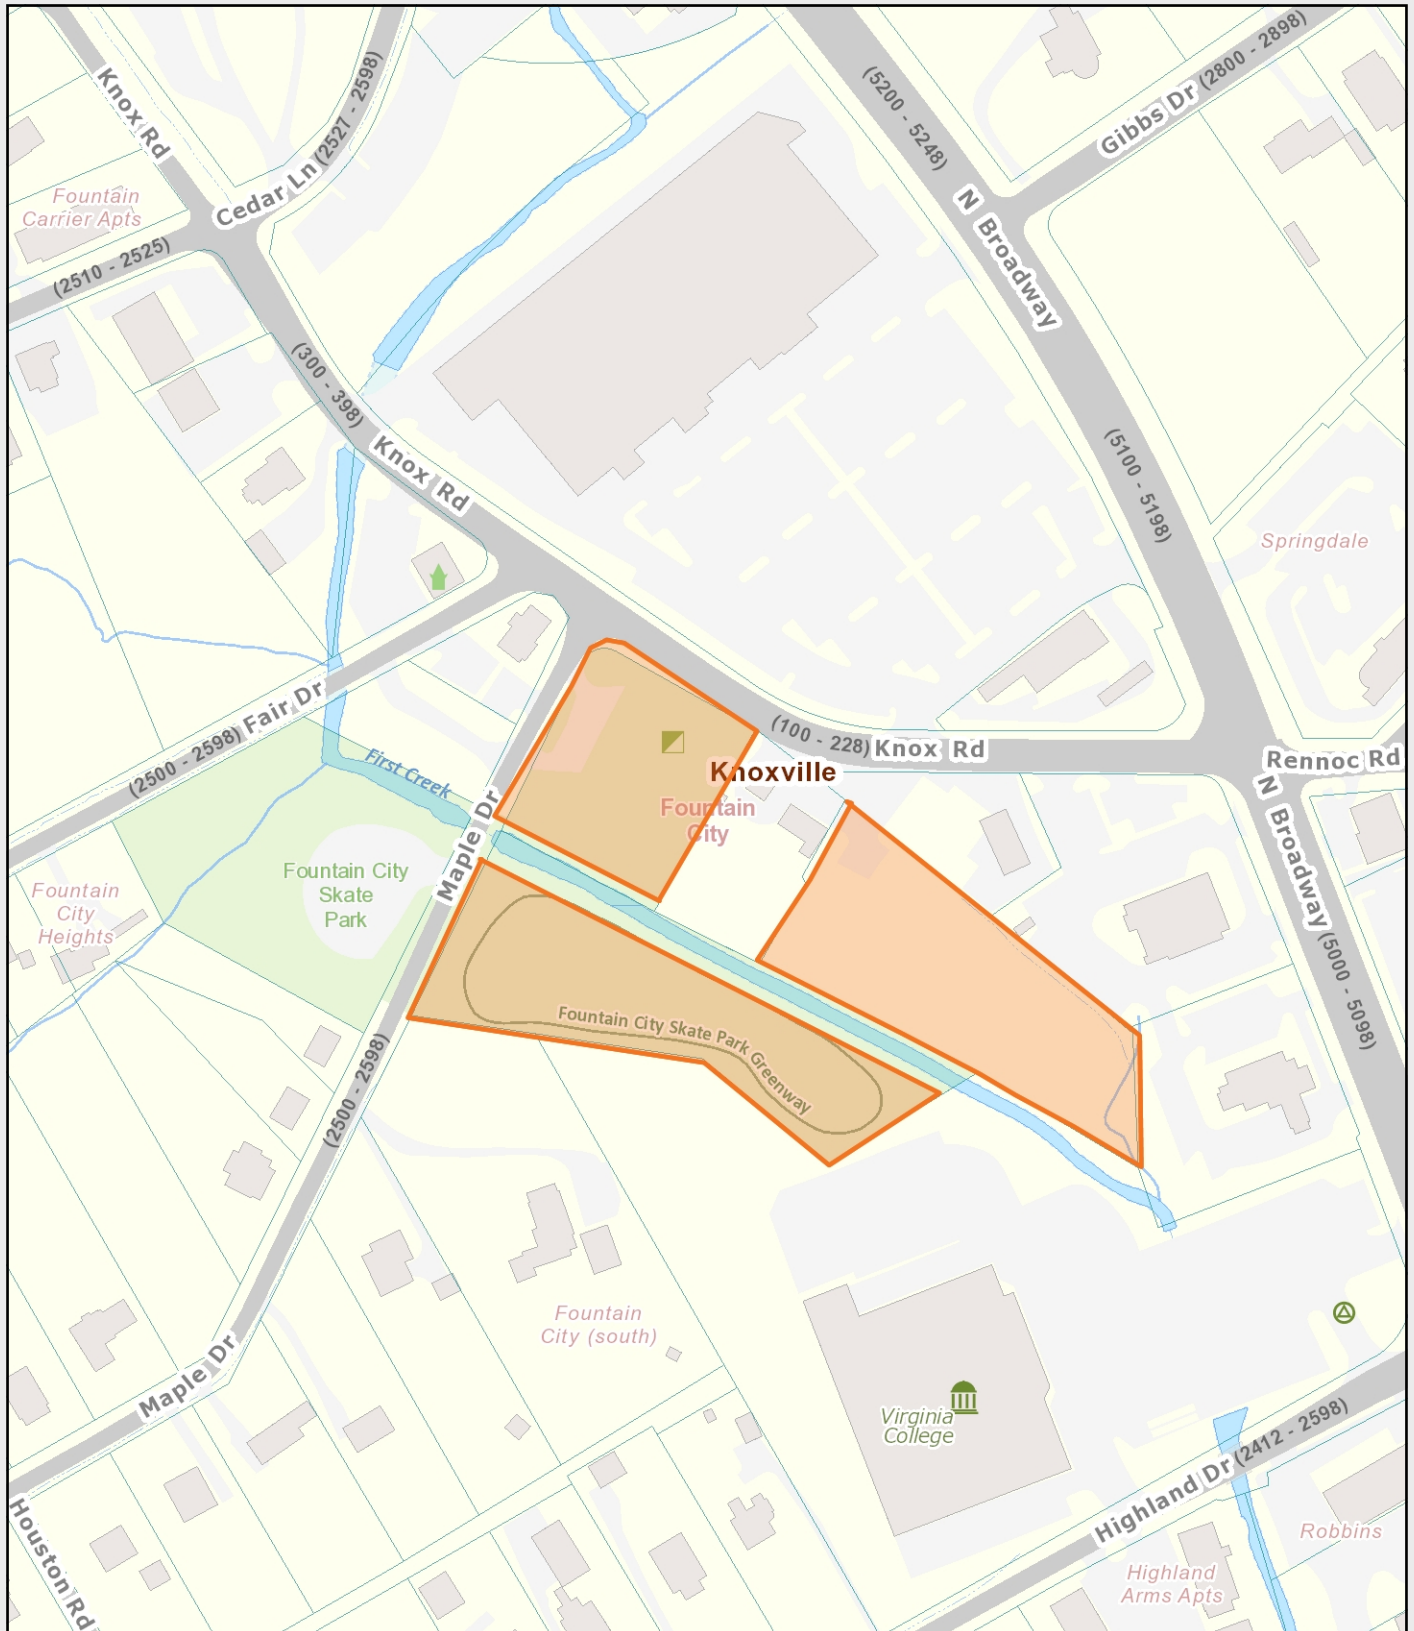 Knox Rd
Cedar Ln
(2527 - 2598)
(5200 - 5248)
Gibbs Dr
(2800 - 2898)
Fountain
Carrier Apts
(2510 - 2525)
N Broadway
(300 - 398)
Knox Rd
(5100 - 5198)
Springdale
(2500 - 2598)
Fair Dr
First Creek
(100 - 228)
Knox Rd
Rennoc Rd
Knoxville
Fountain
City
Maple Dr
N Broadway
(5000 - 5098)
Fountain City
Skate
Park
Fountain
City
Heights
Fountain City Skate Park Greenway
(2500 - 2598)
Fountain
City (south)
Maple Dr
Virginia
College
Highland Dr
(2412 - 2598)
Houston Rd
Robbins
Highland
Arms Apts